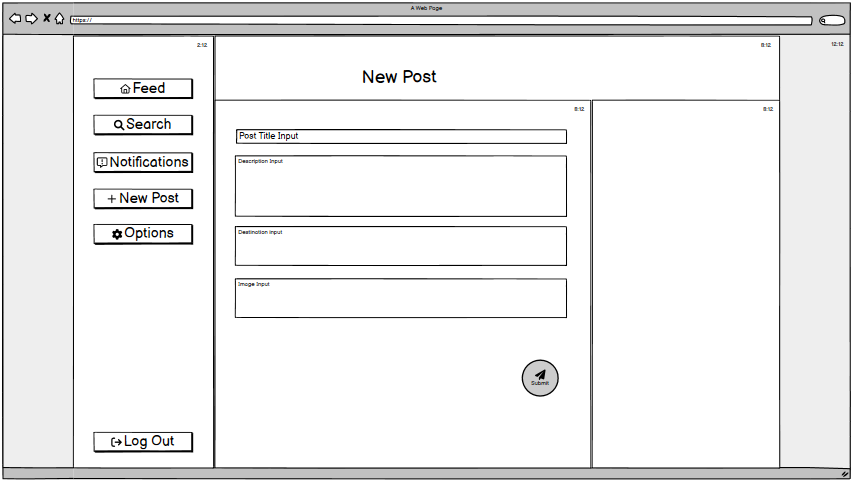 A Web Page
https://
2:12
8:12
12:12
New Post
Feed
Search
Notifications
New Post
Options
Log Out
8:12
8:12
Post Title Input
Description Input
Destination Input
Image Input
Submit